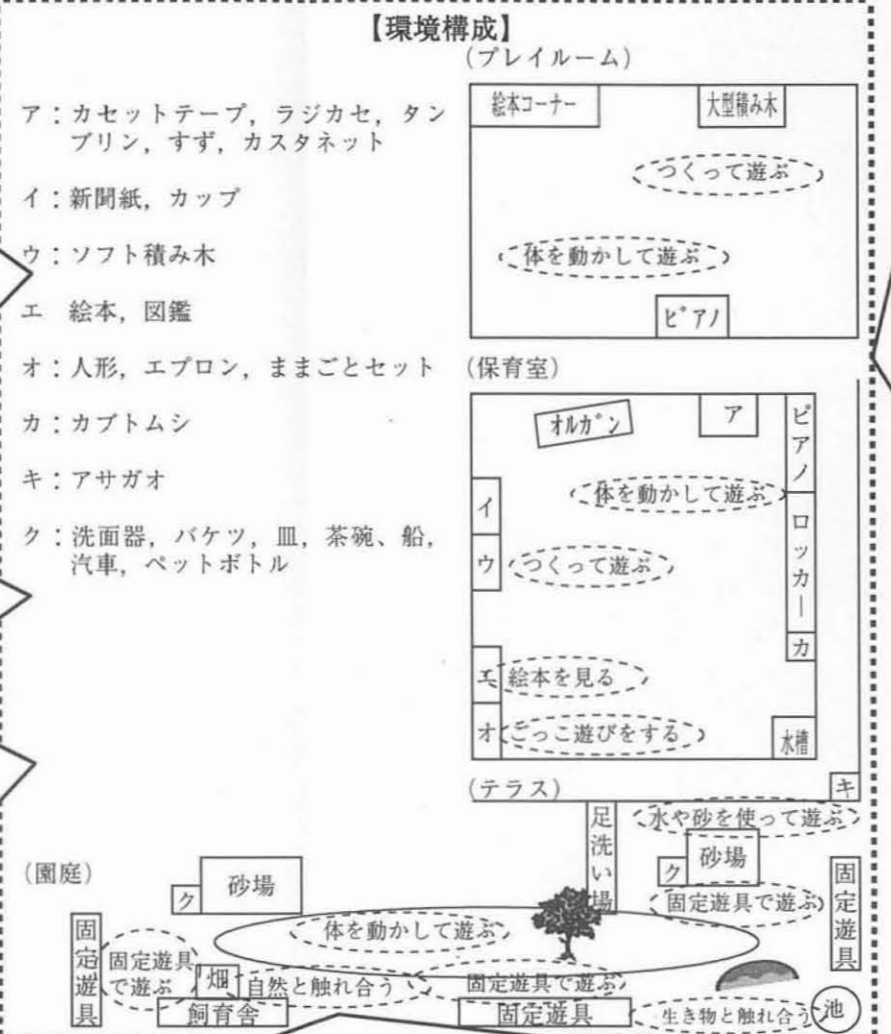 【環境構成】
(プレイルーム)
ア:カセットテープ,ラジカセ,タン
ブリン,すず,カスタネット
イ:新聞紙,カップ
ウ:ソフト積み木
エ 絵本,図鑑
オ:人形,エプロン,ままごとセット
カ:カブトムシ
キ:アサガオ
ク:洗面器,バケツ,皿,茶碗、船,
汽車,ペットボトル
絵本コーナー
大型積み木
つくって遊ぶ
体を動かして遊ぶ
ピアノ
(保育室)
オルガン
ア
ピアノ
体を動かして遊ぶ
イ
ロッカー
ウ
つくって遊ぶ
カ
エ
絵本を見る
オ
ごっこ遊びをする
水槽
(テラス)
キ
足洗い場
水や砂を使って遊ぶ
砂場
ク
固定遊具で遊ぶ
固定遊具
(園庭)
砂場
ク
体を動かして遊ぶ
固定遊具
固定遊具
で遊ぶ
畑
自然と触れ合う
固定遊具で遊ぶ
飼育舎
固定遊具
生き物と触れ合う
池